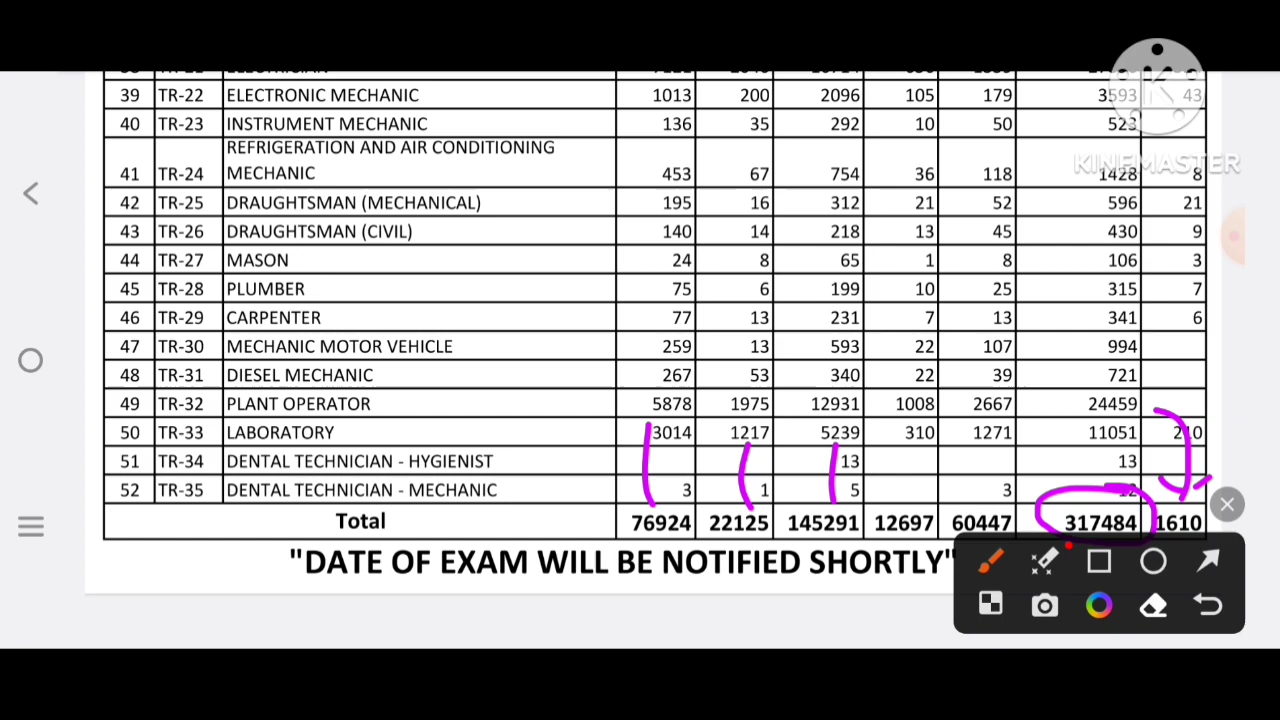 39 TR-22 ELECTRONIC MECHANIC 1013 200 2096 105 179 3593 43
40 TR-23 INSTRUMENT MECHANIC 136 35 292 10 50 523
REFRIGERATION AND AIR CONDITIONING
41 TR-24 MECHANIC 453 67 754 36 118 1428 8
KINEMASTER
42 TR-25 DRAUGHTSMAN (MECHANICAL) 195 16 312 21 52 596 21
43 TR-26 DRAUGHTSMAN (CIVIL) 140 14 218 13 45 430 9
44 TR-27 MASON 24 8 65 1 8 106 3
45 TR-28 PLUMBER 75 6 199 10 25 315 7
46 TR-29 CARPENTER 77 13 231 7 13 341 6
47 TR-30 MECHANIC MOTOR VEHICLE 259 13 593 22 107 994
48 TR-31 DIESEL MECHANIC 267 53 340 22 39 721
49 TR-32 PLANT OPERATOR 5878 1975 12931 1008 2667 24459
50 TR-33 LABORATORY 3014 1217 5239 310 1271 11051 210
51 TR-34 DENTAL TECHNICIAN - HYGIENIST 13 13
52 TR-35 DENTAL TECHNICIAN - MECHANIC 3 1 5 3 12
Total 76924 22125 145291 12697 60447 317484 1610
"DATE OF EXAM WILL BE NOTIFIED SHORTLY"